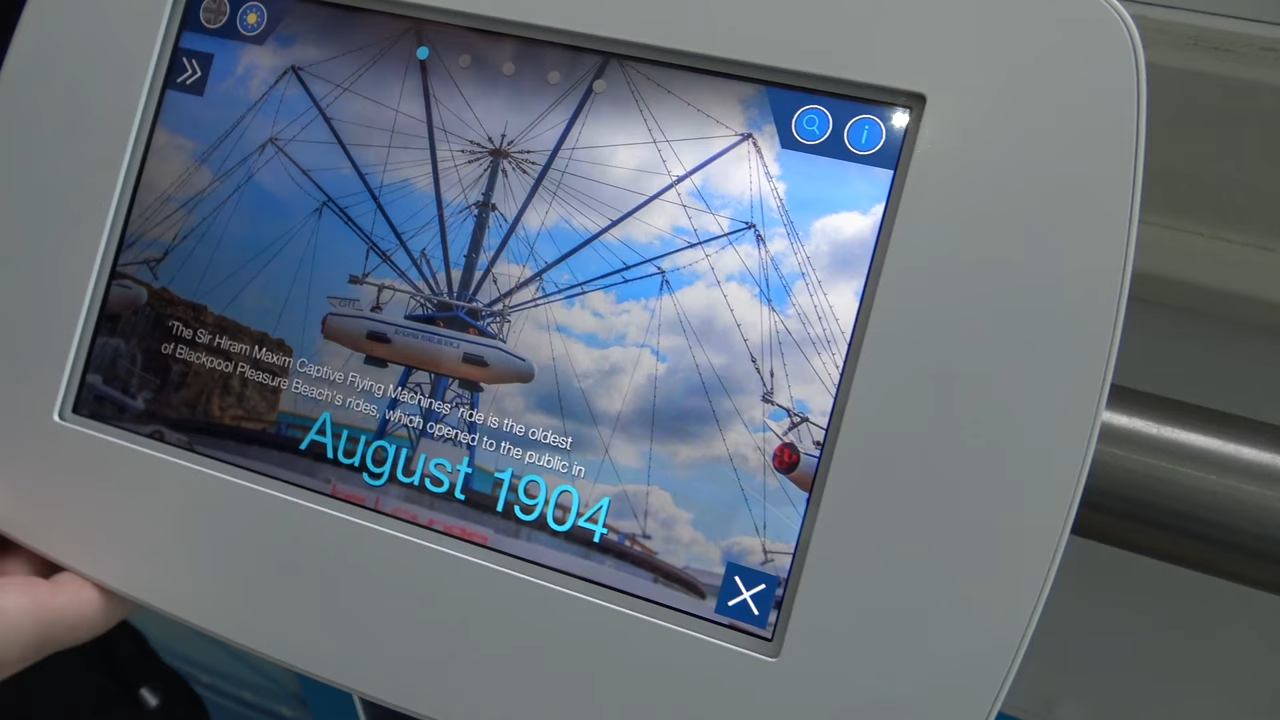 'The Sir Hiram Maxim Captive Flying Machines' ride is the oldest
of Blackpool Pleasure Beach's rides, which opened to the public in
August 1904